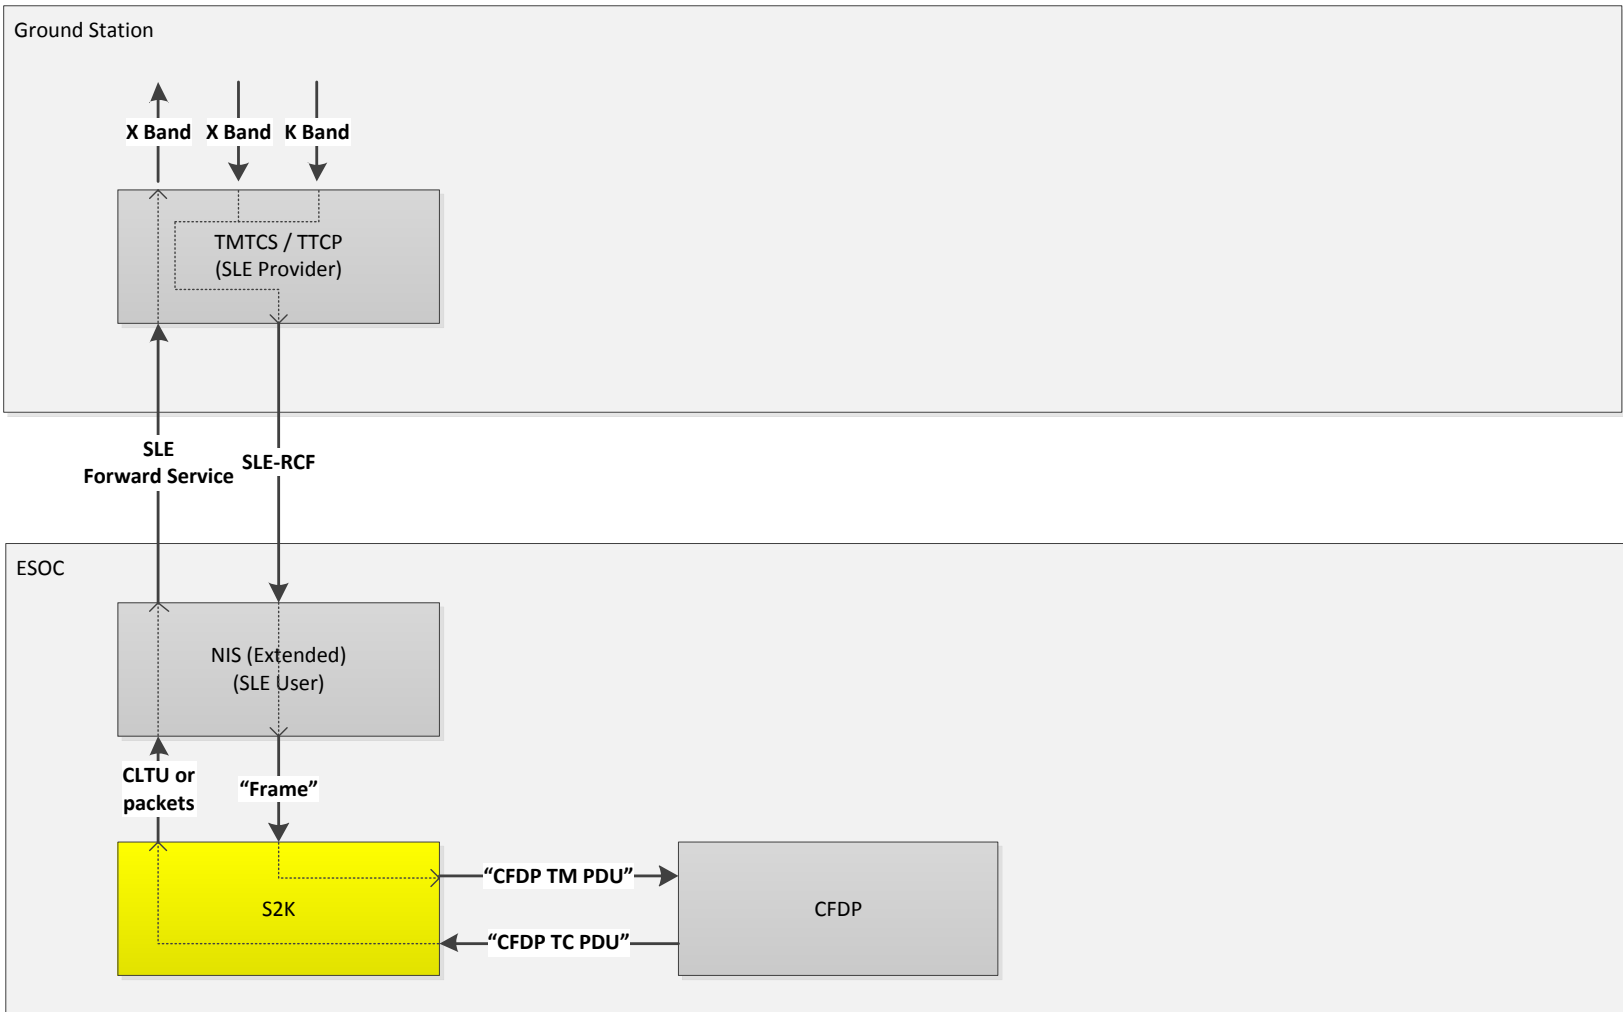 Ground Station
X Band
X Band
K Band
TMTCS / TTCP
(SLE Provider)
SLE
Forward Service
SLE-RCF
ESOC
NIS (Extended)
(SLE User)
CLTU or
packets
“Frame”
S2K
“CFDP TM PDU”
“CFDP TC PDU”
CFDP